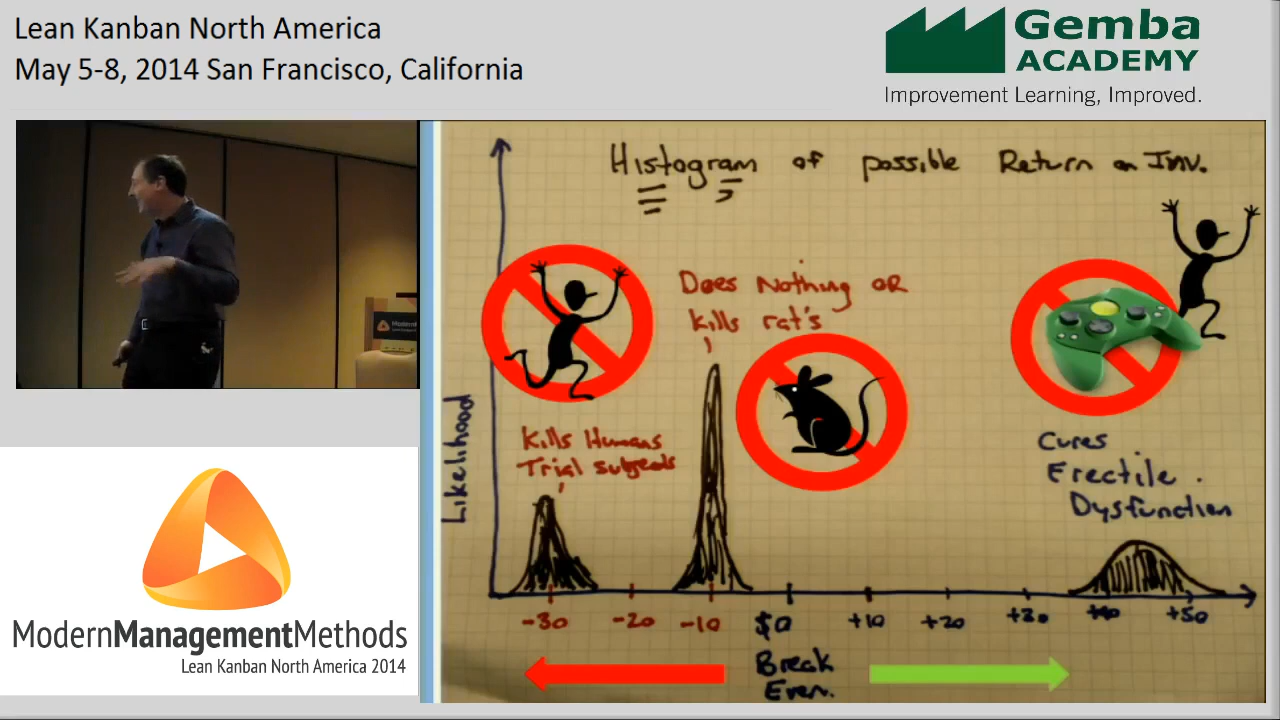 Lean Kanban North America
May 5-8, 2014 San Francisco, California
Gemba
ACADEMY
Improvement Learning, Improved.
Histogram of possible Return on Inv.
Does Nothing OR
kills rat's
Kills Humans
Trial subjects
Cures
Erectile
Dysfunction
Likelihood
-30 -20 -10 $0 +10 +20 +30 +40 +50
Break
Even.
Modern
ModernManagementMethods
Lean Kanban North America 2014